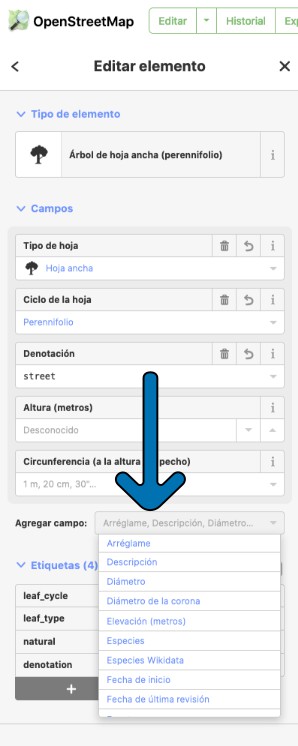 OpenStreetMap Editar Historial
Editar elemento
Tipo de elemento
Árbol de hoja ancha (perennifolio)
Campos
Tipo de hoja
Hoja ancha
Ciclo de la hoja
Perennifolio
Denotación
street
Altura (metros)
Desconocido
Circunferencia (a la altura pecho)
1 m, 20 cm, 30"...
Agregar campo: Arréglame, Descripción, Diámetro...
Arréglame
Etiquetas (4)
Descripción
Diámetro
leaf_cycle
Diámetro de la corona
leaf_type
Elevación (metros)
natural
Especies
denotation
Especies Wikidata
Fecha de inicio
+
Fecha de última revisión